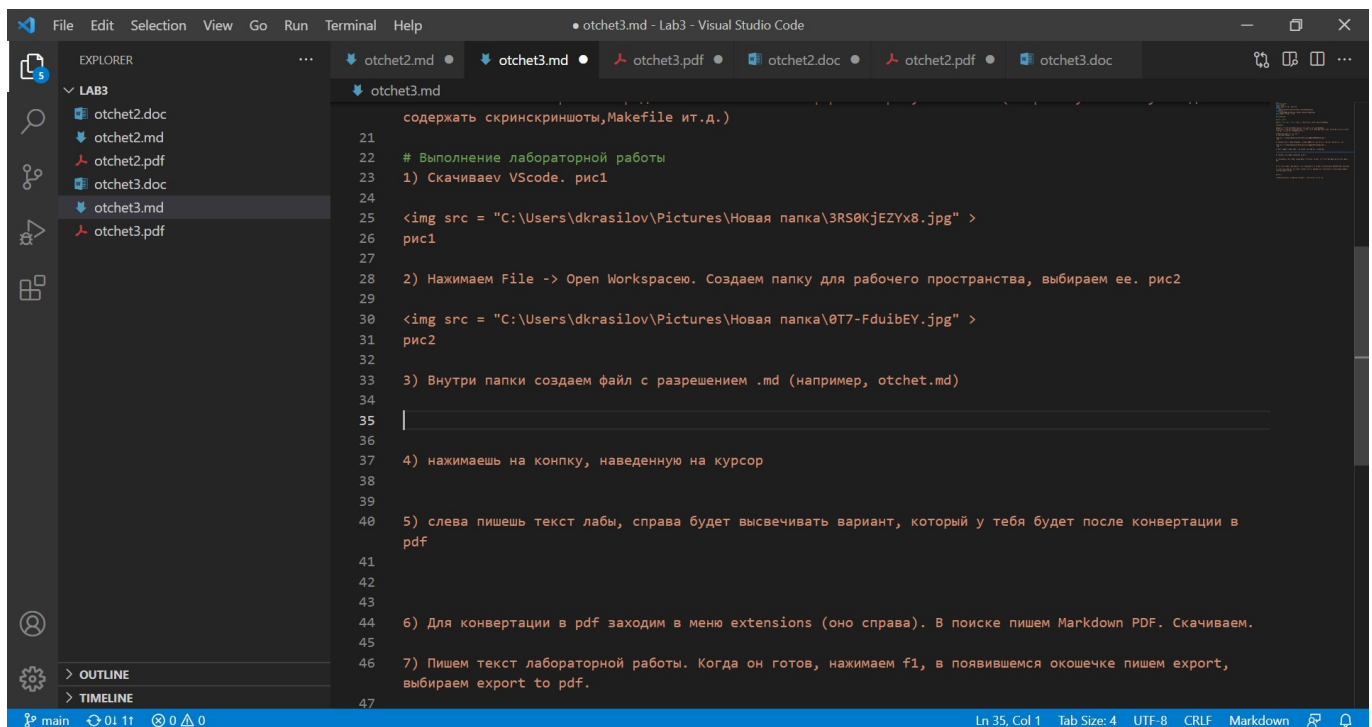 File Edit Selection View Go Run Terminal Help
● otchet3.md - Lab3 - Visual Studio Code
5
EXPLORER
LAB3
otchet2.doc
otchet2.md
otchet2.pdf
otchet3.doc
otchet3.md
otchet3.pdf
OUTLINE
TIMELINE
otchet2.md ● otchet3.md ● otchet3.pdf ● otchet2.doc ● otchet2.pdf ● otchet3.doc
otchet3.md
содержать скринскриншоты,Makefile ит.д.)
21
22 # Выполнение лабораторной работы
23 1) Скачиваеv VScode. рис1
24
25 <img src = "C:\Users\dkrasilov\Pictures\Новая папка\3RS0KjEZYx8.jpg" >
26 рис1
27
28 2) Нажимаем File -> Open Workspaceю. Создаем папку для рабочего пространства, выбираем ее. рис2
29
30 <img src = "C:\Users\dkrasilov\Pictures\Новая папка\0T7-FduibEY.jpg" >
31 рис2
32
33 3) Внутри папки создаем файл с разрешением .md (например, otchet.md)
34
35
36
37 4) нажимаешь на конпку, наведенную на курсор
38
39
40 5) слева пишешь текст лабы, справа будет высвечивать вариант, который у тебя будет после конвертации в
pdf
41
42
43
44 6) Для конвертации в pdf заходим в меню extensions (оно справа). В поиске пишем Markdown PDF. Скачиваем.
45
46 7) Пишем текст лабораторной работы. Когда он готов, нажимаем f1, в появившемся окошечке пишем export,
выбираем export to pdf.
47
main 0↓ 1↑ 0 0 Ln 35, Col 1 Tab Size: 4 UTF-8 CRLF Markdown